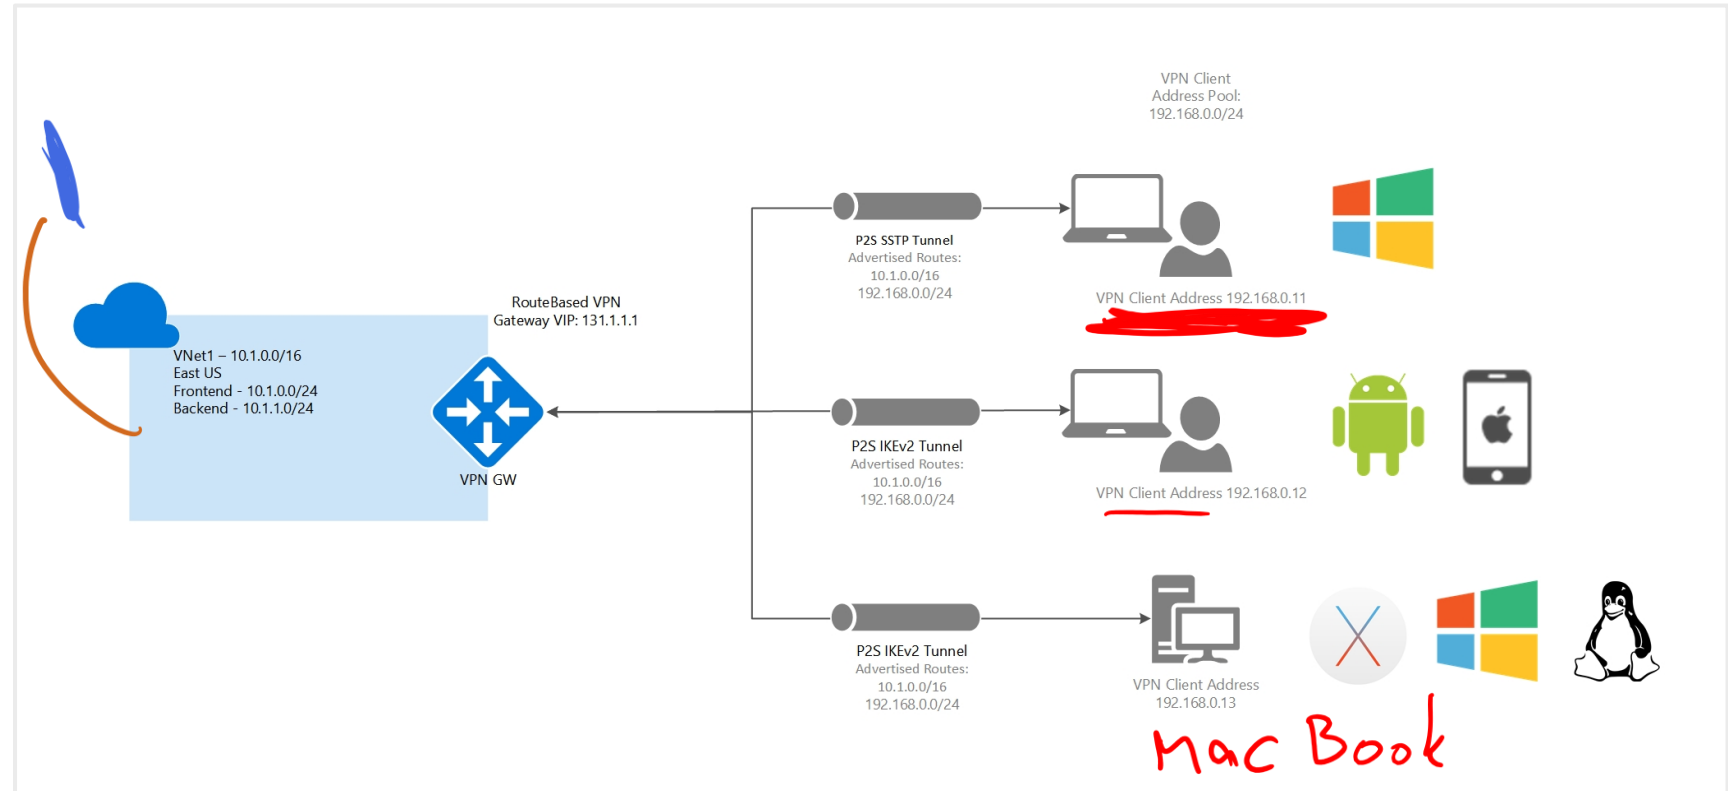 VPN Client
Address Pool:
192.168.0.0/24
P2S SSTP Tunnel
Advertised Routes:
10.1.0.0/16
192.168.0.0/24
VPN Client Address 192.168.0.11
RouteBased VPN
Gateway VIP: 131.1.1.1
VNet1 – 10.1.0.0/16
East US
Frontend - 10.1.0.0/24
Backend - 10.1.1.0/24
VPN GW
P2S IKEv2 Tunnel
Advertised Routes:
10.1.0.0/16
192.168.0.0/24
VPN Client Address 192.168.0.12
P2S IKEv2 Tunnel
Advertised Routes:
10.1.0.0/16
192.168.0.0/24
VPN Client Address
192.168.0.13
Mac Book